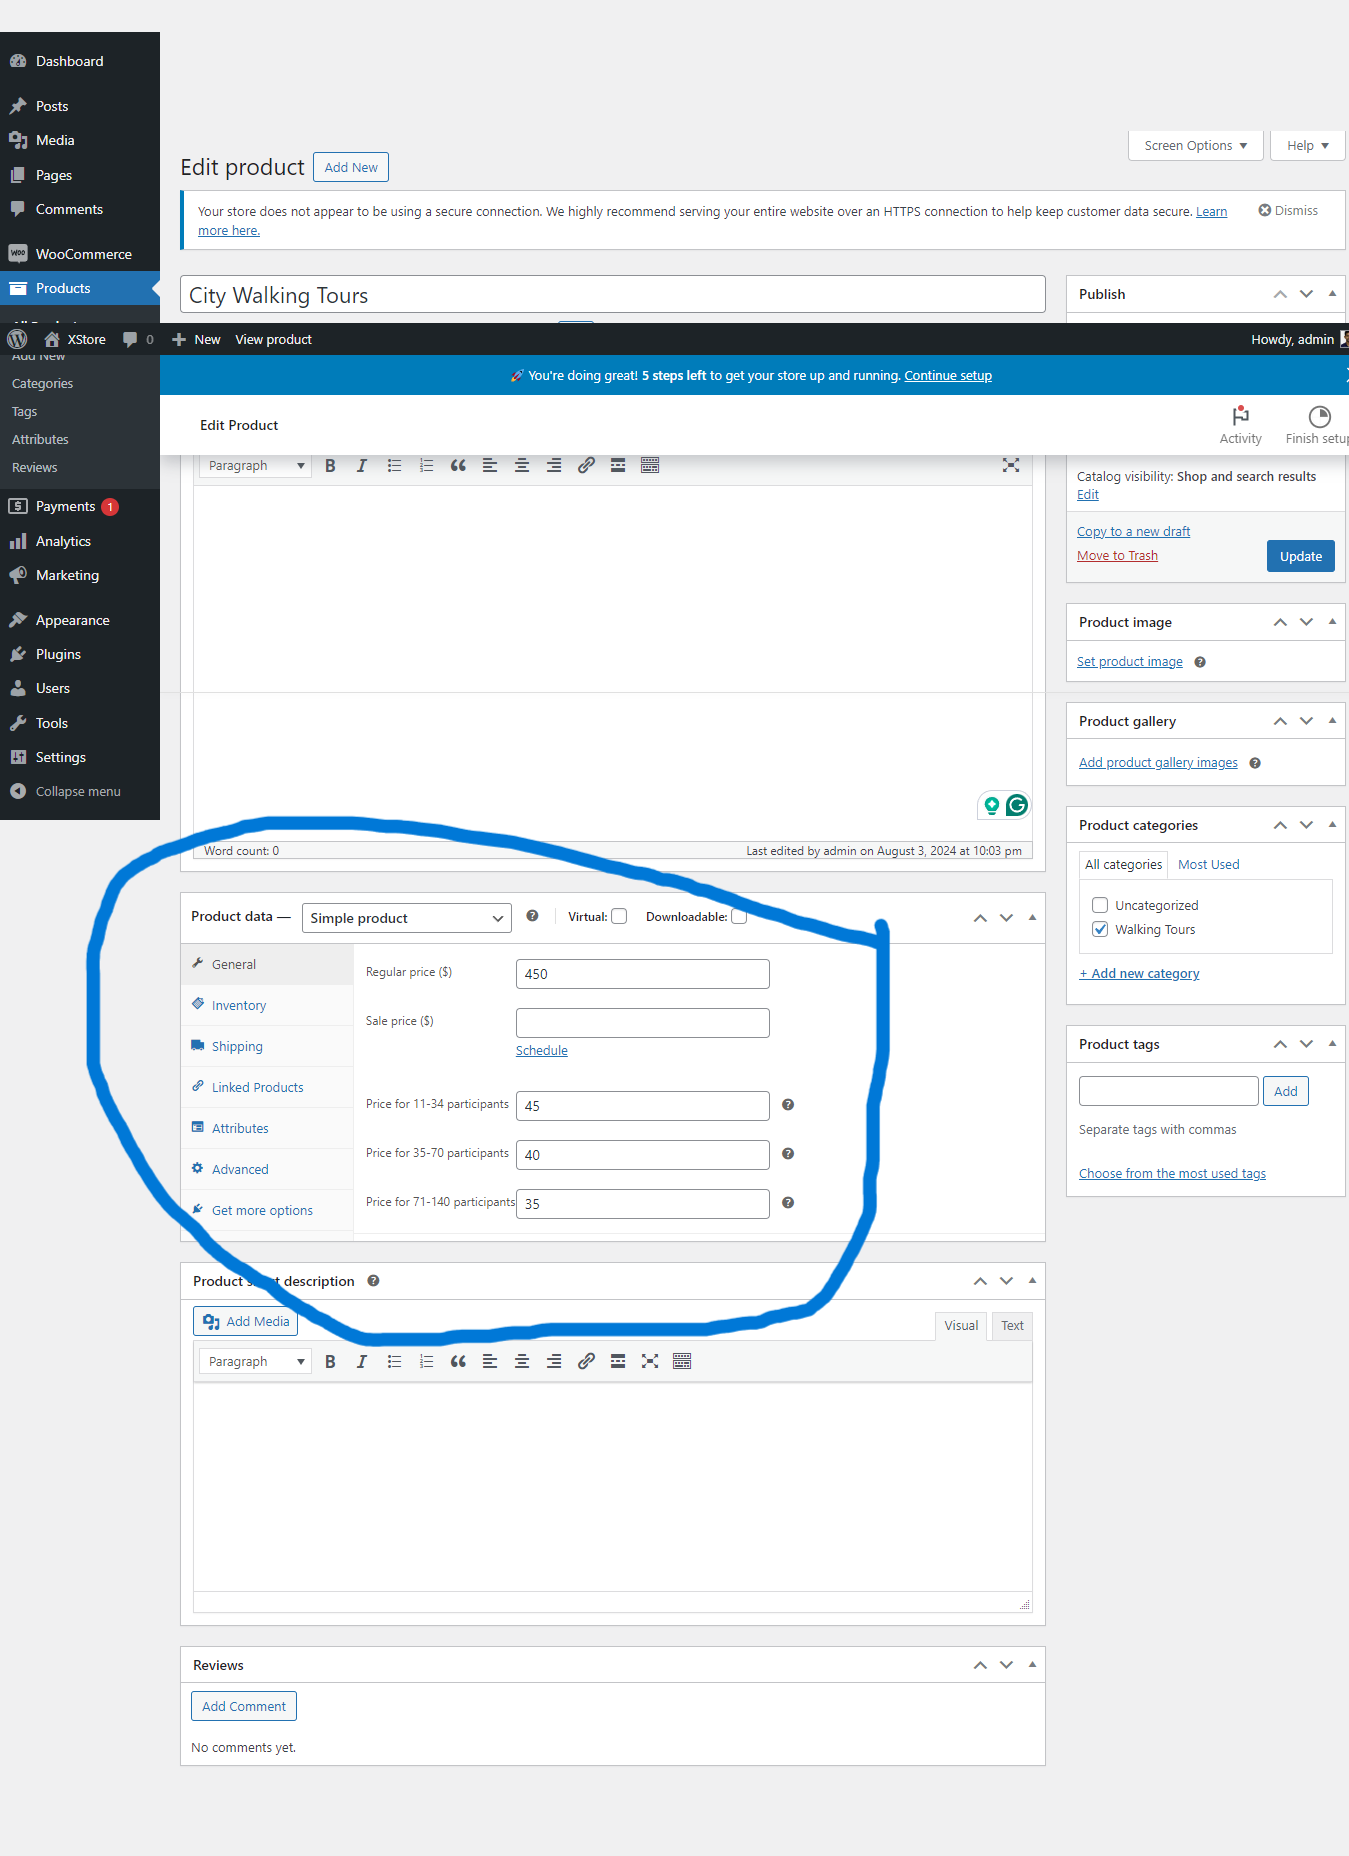 Dashboard
Posts
Media
Pages
Comments
WooCommerce
Products
Screen Options
Help
Edit product
Add New
Your store does not appear to be using a secure connection. We highly recommend serving your entire website over an HTTPS connection to help keep customer data secure. Learn
more here.
Dismiss
City Walking Tours
Publish
XStore
0
New
View product
Howdy, admin
Add New
🚀 You're doing great! 5 steps left to get your store up and running. Continue setup
Categories
Tags
Attributes
Reviews
Edit Product
Activity
Finish setup
Payments 1
Analytics
Marketing
Appearance
Plugins
Users
Tools
Settings
Collapse menu
Paragraph
B
I
Word count: 0
Last edited by admin on August 3, 2024 at 10:03 pm
Catalog visibility: Shop and search results
Edit
Copy to a new draft
Move to Trash
Update
Product image
Set product image
Product gallery
Add product gallery images
Product categories
All categories
Most Used
Uncategorized
Walking Tours
+ Add new category
Product tags
Add
Separate tags with commas
Choose from the most used tags
Product data —
Simple product
Virtual:
Downloadable:
General
Inventory
Shipping
Linked Products
Attributes
Advanced
Get more options
Regular price ($)
450
Sale price ($)
Schedule
Price for 11-34 participants
45
Price for 35-70 participants
40
Price for 71-140 participants
35
Product short description
Add Media
Visual
Text
Paragraph
B
I
Reviews
Add Comment
No comments yet.